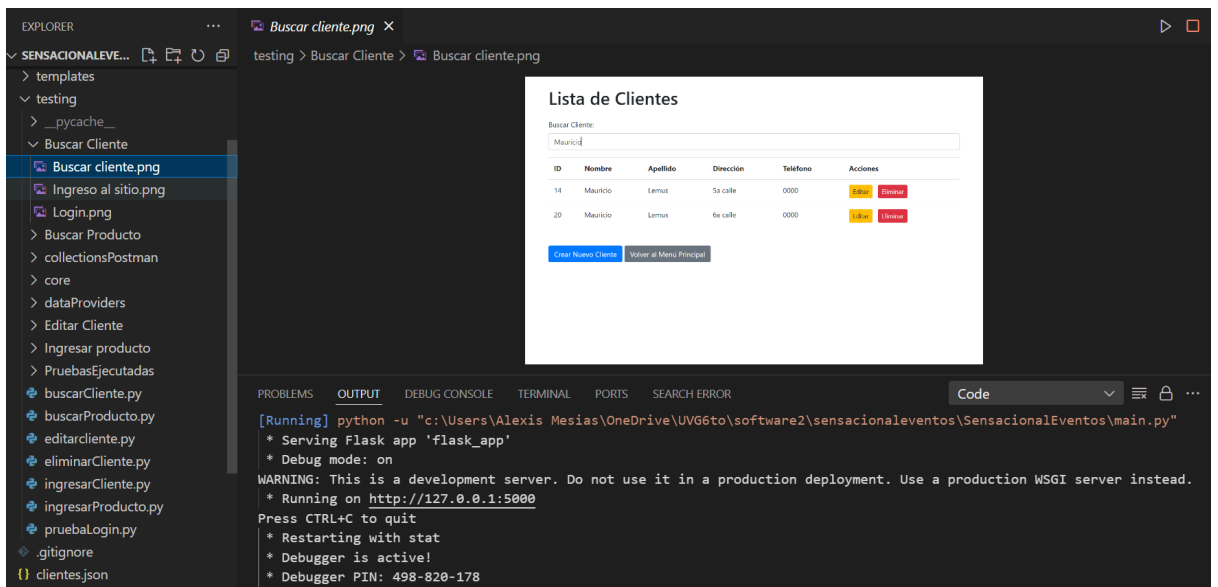 EXPLORER ...
SENSACIONALEVE...
templates
testing
__pycache__
Buscar Cliente
Buscar cliente.png
Ingreso al sitio.png
Login.png
Buscar Producto
collectionsPostman
core
dataProviders
Editar Cliente
Ingresar producto
PruebasEjecutadas
buscarCliente.py
buscarProducto.py
editarcliente.py
eliminarCliente.py
ingresarCliente.py
ingresarProducto.py
pruebaLogin.py
.gitignore
{} clientes.json
Buscar cliente.png ×
testing > Buscar Cliente > Buscar cliente.png
Lista de Clientes
Buscar Cliente:
Mauricio
ID Nombre Apellido Dirección Teléfono Acciones
14 Mauricio Lemus 5a calle 0000 Editar Eliminar
20 Mauricio Lemus 6a calle 0000 Editar Eliminar
Crear Nuevo Cliente Volver al Menú Principal
PROBLEMS OUTPUT DEBUG CONSOLE TERMINAL PORTS SEARCH ERROR Code ...
[Running] python -u "c:\Users\Alexis Mesias\OneDrive\UVG6to\software2\sensacionaleventos\SensacionalEventos\main.py"
* Serving Flask app 'flask_app'
* Debug mode: on
WARNING: This is a development server. Do not use it in a production deployment. Use a production WSGI server instead.
* Running on http://127.0.0.1:5000
Press CTRL+C to quit
* Restarting with stat
* Debugger is active!
* Debugger PIN: 498-820-178